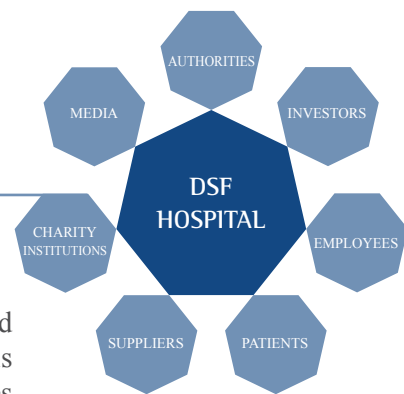 AUTHORITIES
MEDIA
INVESTORS
DSF
HOSPITAL
CHARITY
INSTITUTIONS
EMPLOYEES
SUPPLIERS
PATIENTS